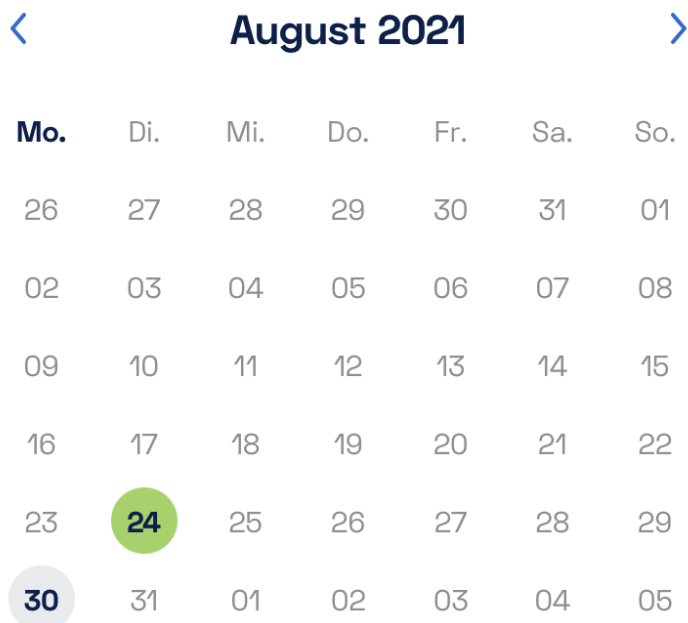 August 2021
Mo. Di. Mi. Do. Fr. Sa. So.
26 27 28 29 30 31 01
02 03 04 05 06 07 08
09 10 11 12 13 14 15
16 17 18 19 20 21 22
23 24 25 26 27 28 29
30 31 01 02 03 04 05